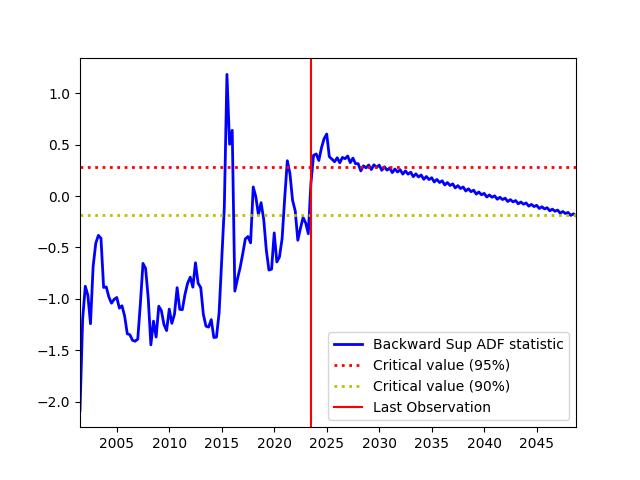 1.0
0.5
0.0
−0.5
−1.0
−1.5
−2.0
Backward Sup ADF statistic
Critical value (95%)
Critical value (90%)
Last Observation
2005 2010 2015 2020 2025 2030 2035 2040 2045